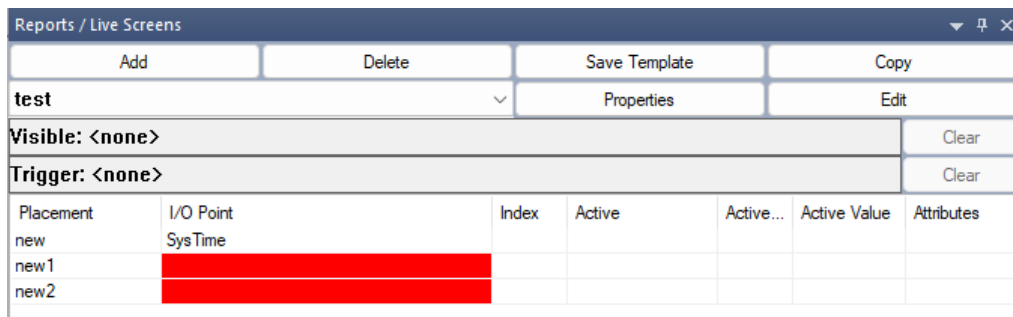 Reports / Live Screens
Add Delete Save Template Copy
test Properties Edit
Visible: <none> Clear
Trigger: <none> Clear
Placement I/O Point Index Active Active... Active Value Attributes
new SysTime
new1
new2